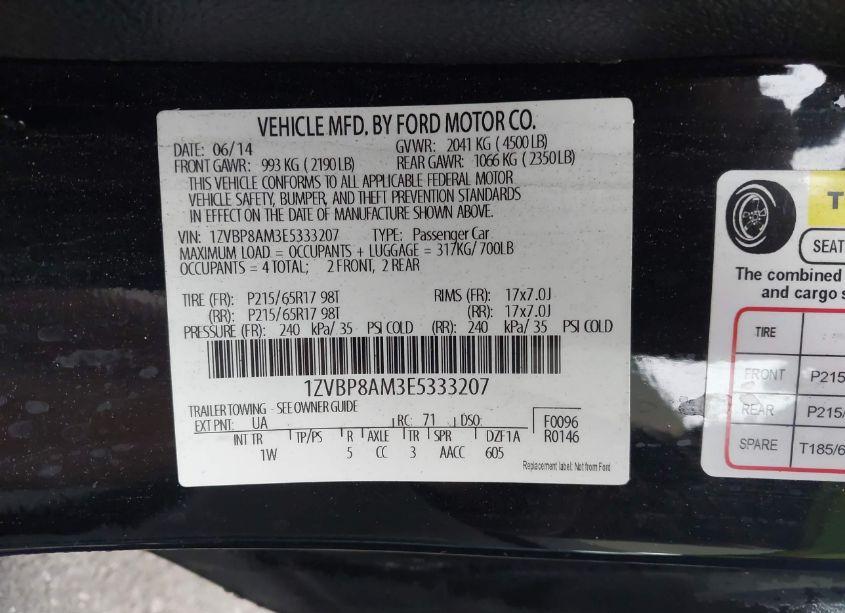 VEHICLE MFD. BY FORD MOTOR CO.
DATE: 06/14 GVWR: 2041 KG ( 4500LB)
FRONT GAWR: 993 KG ( 2190LB) REAR GAWR: 1066 KG ( 2350LB)
THIS VEHICLE CONFORMS TO ALL APPLICABLE FEDERAL MOTOR
VEHICLE SAFETY, BUMPER, AND THEFT PREVENTION STANDARDS
IN EFFECT ON THE DATE OF MANUFACTURE SHOWN ABOVE.
VIN: 1ZVBP8AM3E5333207 TYPE: Passenger Car
MAXIMUM LOAD = OCCUPANTS + LUGGAGE = 317KG/ 700LB
OCCUPANTS = 4 TOTAL; 2 FRONT, 2 REAR
TIRE (FR): P215/65R17 98T RIMS (FR): 17x7.0J
(RR): P215/65R17 98T (RR): 17x7.0J
PRESSURE (FR): 240 kPa/ 35 PSI COLD (RR): 240 kPa/ 35 PSI COLD
1ZVBP8AM3E5333207
TRAILER TOWING - SEE OWNER GUIDE
EXT PNT: UA RC: 71 DSO: F0096
R0146
INT TR TP/PS R AXLE TR SPR DZF1A
1W 5 CC 3 AACC 605
Replacement label: Not from Ford
T
SEAT
The combined
and cargo s
TIRE
FRONT P215
REAR P215/
SPARE T185/6